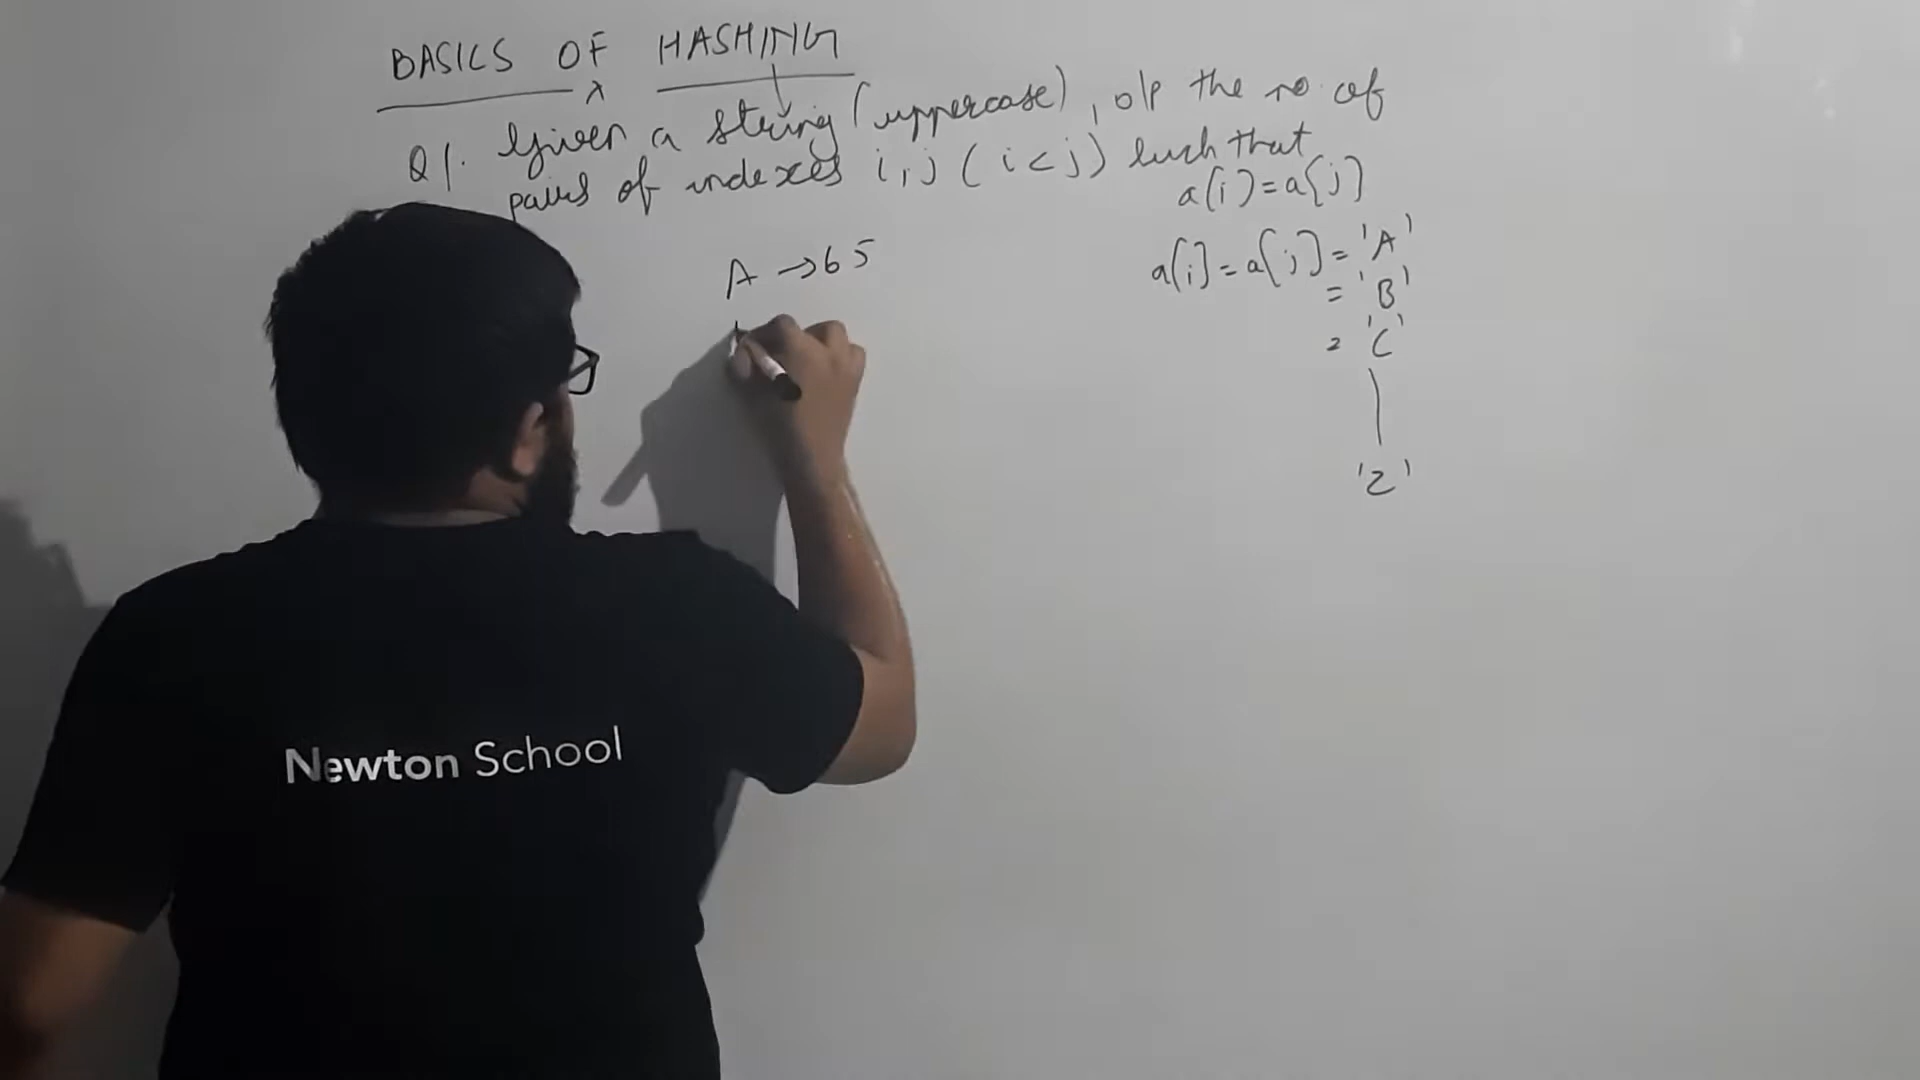 BASICS OF HASHING
Q1. Given a string (uppercase), o/p the no. of
pairs of indexes i, j (i<j) such that
a[i]=a[j]
A → 65
a[i]=a[j]='A'
='B'
='C'
'Z'
Newton School